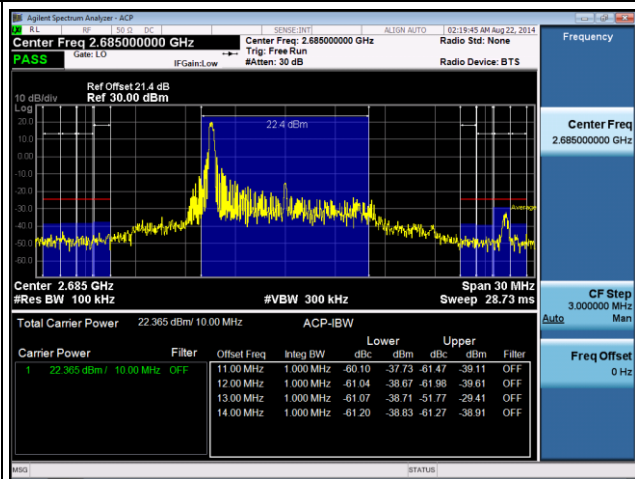 Agilent Spectrum Analyzer - ACP
RL RF 50 Ω DC SENSE:INT ALIGN AUTO 02:19:45 AM Aug 22, 2014
Center Freq 2.685000000 GHz Center Freq: 2.685000000 GHz Radio Std: None
PASS Gate: LO IFGain:Low Trig: Free Run
#Atten: 30 dB Radio Device: BTS
Ref Offset 21.4 dB
10 dB/div Ref 30.00 dBm
Log
20.0
22.4 dBm
10.0
0.00
-10.0
-20.0
-30.0
Average
-40.0
-50.0
-60.0
Center 2.685 GHz Span 30 MHz
#Res BW 100 kHz #VBW 300 kHz Sweep 28.73 ms
Total Carrier Power 22.365 dBm/ 10.00 MHz ACP-IBW
Lower Upper
Carrier Power Filter Offset Freq Integ BW dBc dBm dBc dBm Filter
1 22.365 dBm / 10.00 MHz OFF 11.00 MHz 1.000 MHz -60.10 -37.73 -61.47 -39.11 OFF
12.00 MHz 1.000 MHz -61.04 -38.67 -61.98 -39.61 OFF
13.00 MHz 1.000 MHz -61.07 -38.71 -51.77 -29.41 OFF
14.00 MHz 1.000 MHz -61.20 -38.83 -61.27 -38.91 OFF
MSG STATUS
Frequency
Center Freq
2.685000000 GHz
CF Step
3.000000 MHz
Auto Man
Freq Offset
0 Hz